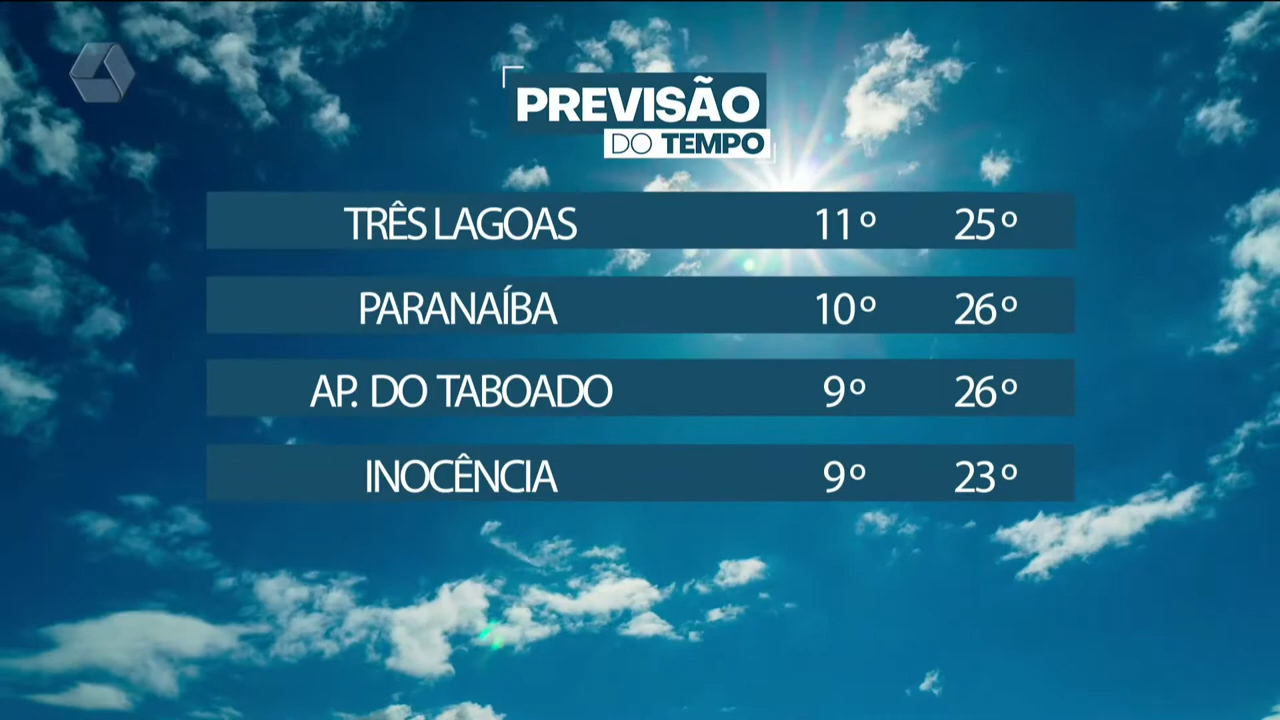 PREVISÃO
DO TEMPO
TRÊS LAGOAS 11º 25º
PARANAÍBA 10º 26º
AP. DO TABOADO 9º 26º
INOCÊNCIA 9º 23º